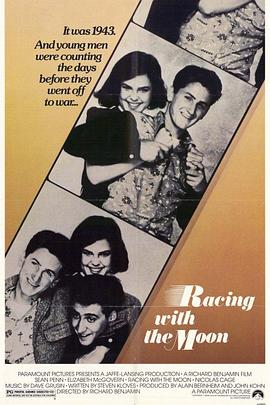 It was 1943.
And young men
were counting
the days
before they
went off
to war...
Racing
with
the Moon
PARAMOUNT PICTURES PRESENTS A JAFFE-LANSING PRODUCTION • A RICHARD BENJAMIN FILM
SEAN PENN • ELIZABETH McGOVERN • RACING WITH THE MOON • NICOLAS CAGE
MUSIC BY DAVE GRUSIN • WRITTEN BY STEVEN KLOVES • PRODUCED BY ALAIN BERNHEIM AND JOHN KOHN
DIRECTED BY RICHARD BENJAMIN
A PARAMOUNT PICTURE